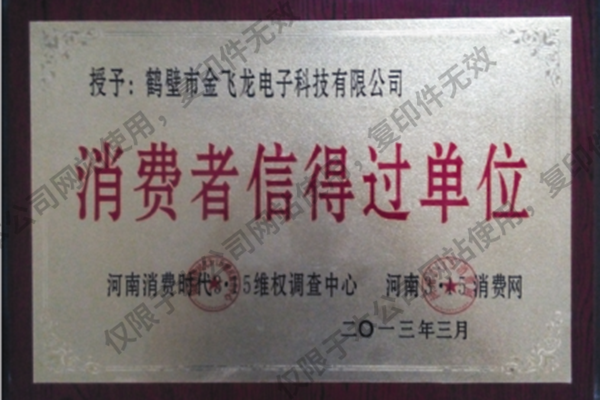 授予：鹤壁市金飞龙电子科技有限公司
消费者信得过单位
河南消费时代3·15维权调查中心 河南3·15消费网
二〇一三年三月
仅限于本公司网站使用，复印件无效